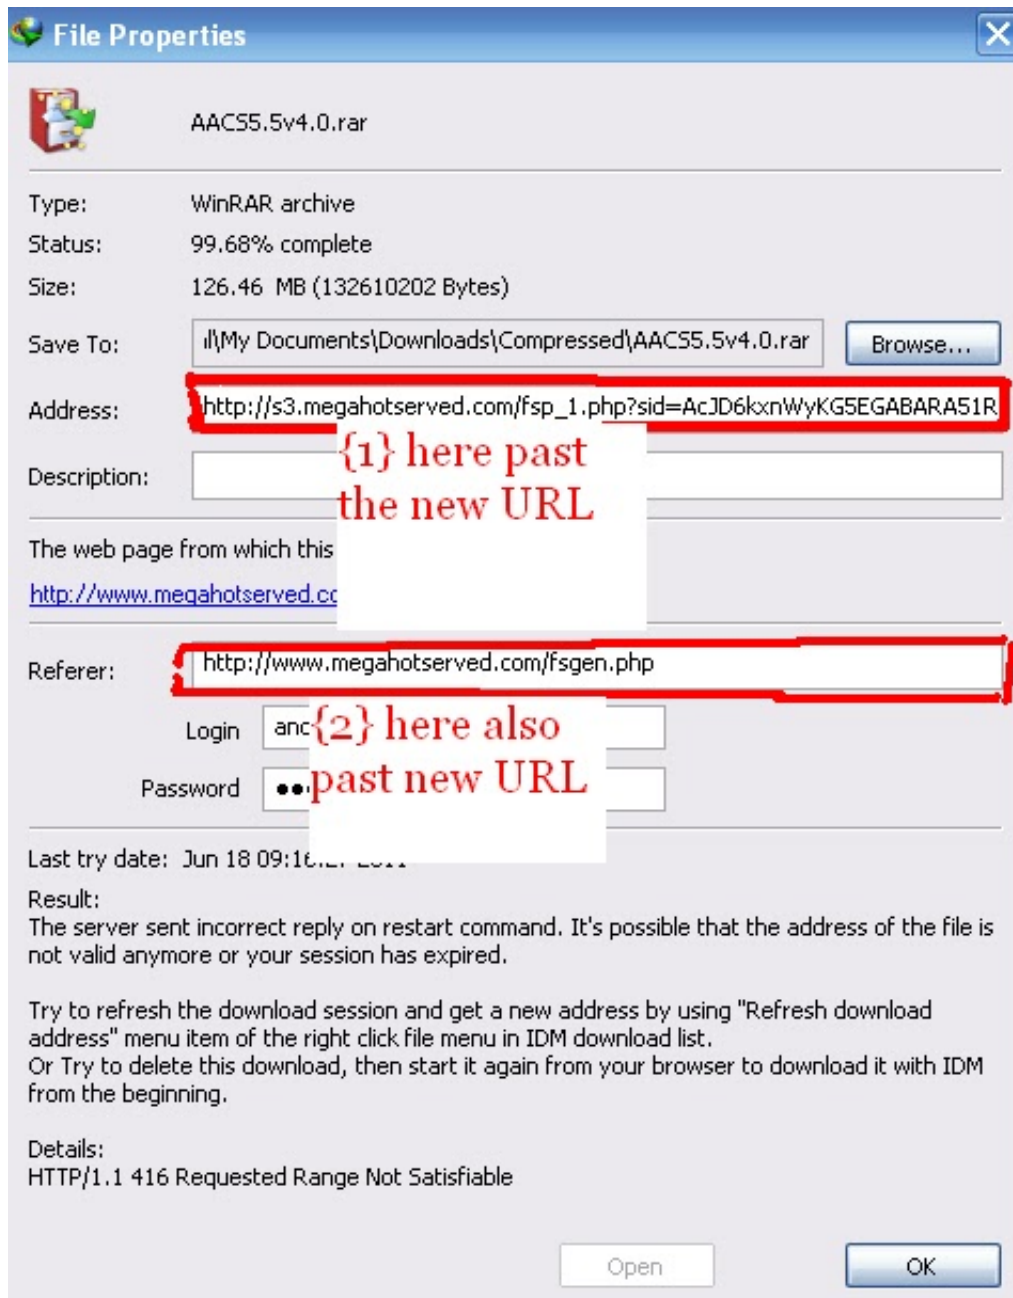 File Properties
AACS5.5v4.0.rar
Type: WinRAR archive
Status: 99.68% complete
Size: 126.46 MB (132610202 Bytes)
Save To: \My Documents\Downloads\Compressed\AACS5.5v4.0.rar Browse...
Address: http://s3.megahotserved.com/fsp_1.php?sid=AcJD6kxnWyKG5EGABARA51R
{1} here past
the new URL
Description:
The web page from which this
http://www.megahotserved.co
Referer: http://www.megahotserved.com/fsgen.php
{2} here also
past new URL
Login
Password
Last try date: Jun 18 09:16
Result:
The server sent incorrect reply on restart command. It's possible that the address of the file is
not valid anymore or your session has expired.
Try to refresh the download session and get a new address by using "Refresh download
address" menu item of the right click file menu in IDM download list.
Or Try to delete this download, then start it again from your browser to download it with IDM
from the beginning.
Details:
HTTP/1.1 416 Requested Range Not Satisfiable
Open OK